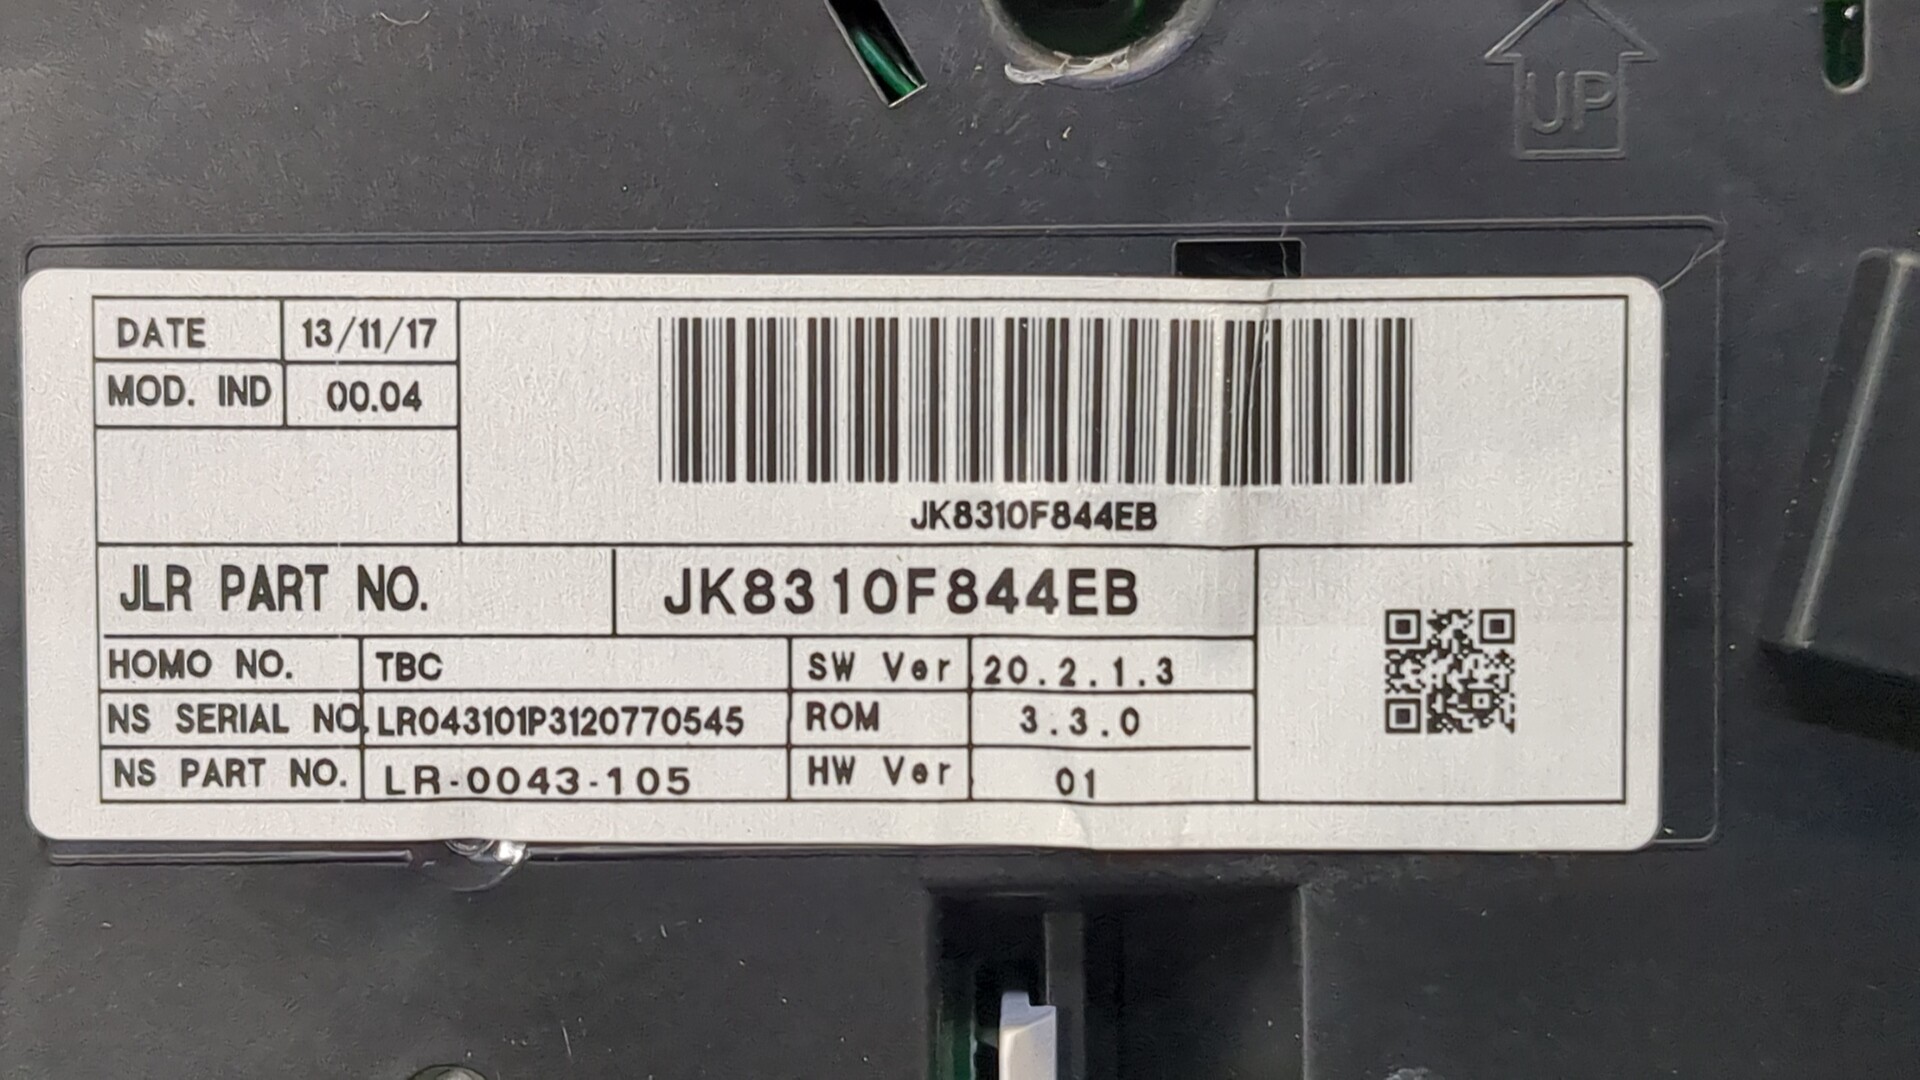 UP
DATE 13/11/17
MOD. IND 00.04
JK8310F844EB
JLR PART NO. JK8310F844EB
HOMO NO. TBC SW Ver 20.2.1.3
NS SERIAL NO. LR043101P3120770545 ROM 3.3.0
NS PART NO. LR-0043-105 HW Ver 01